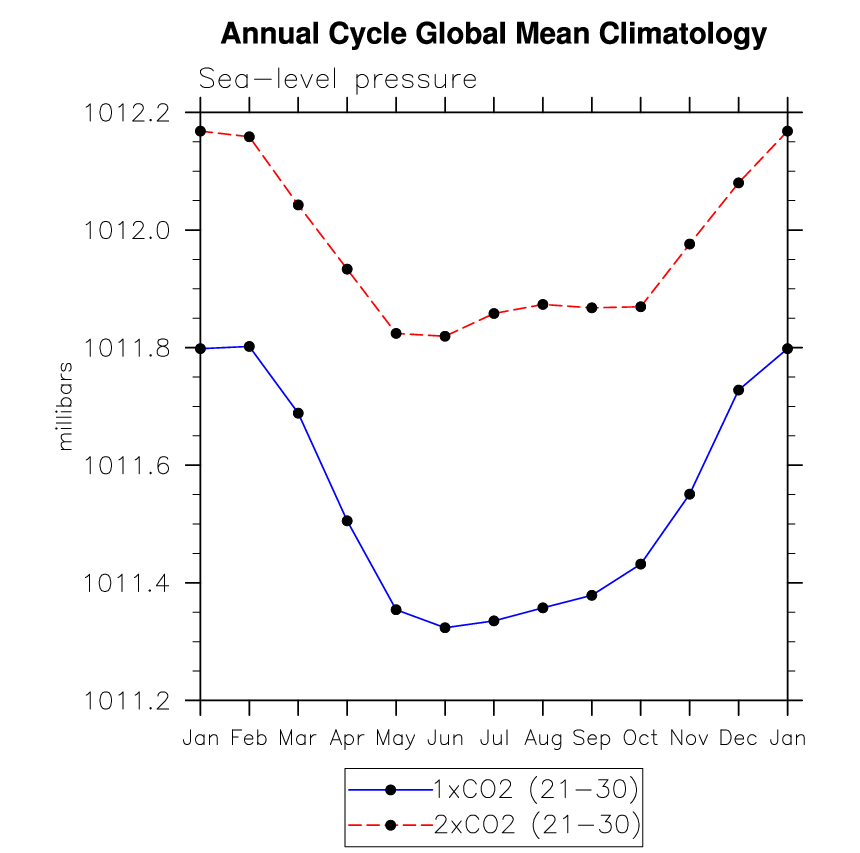 Annual Cycle Global Mean Climatology
Sea-level pressure
1012.2
1012.0
1011.8
1011.6
1011.4
1011.2
millibars
Jan Feb Mar Apr May Jun Jul Aug Sep Oct Nov Dec Jan
1xCO2 (21-30)
2xCO2 (21-30)